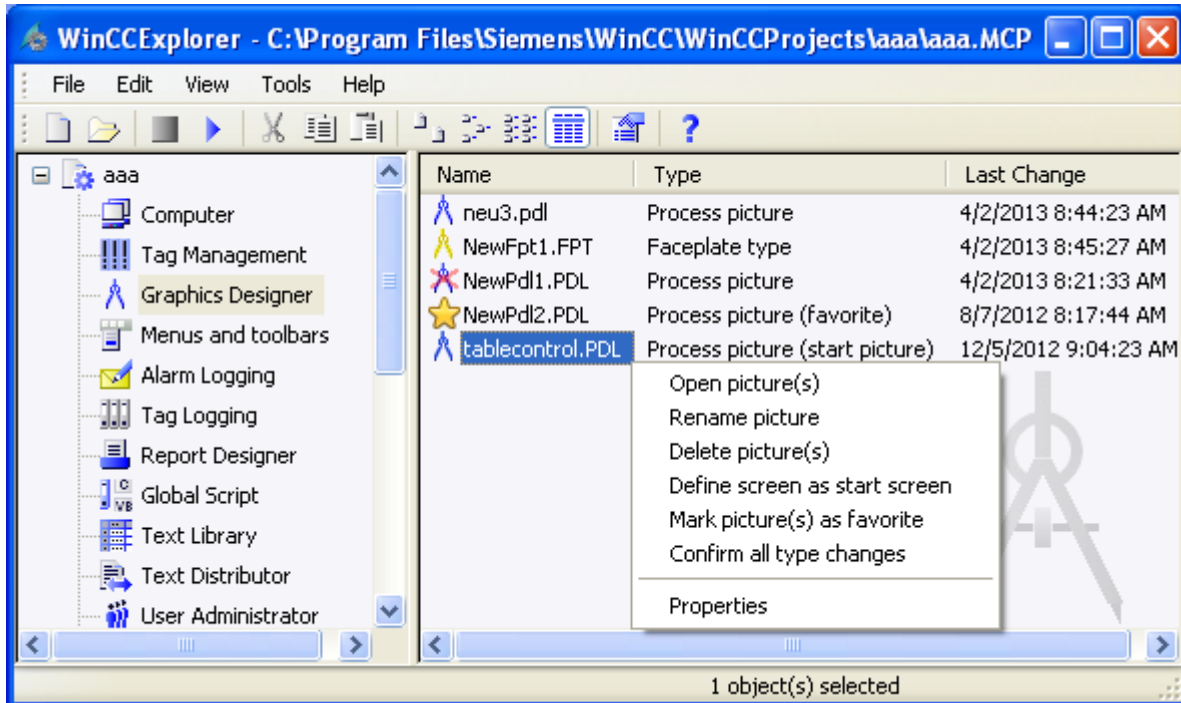 WinCCExplorer - C:\Program Files\Siemens\WinCC\WinCCProjects\aaa\aaa.MCP
File Edit View Tools Help
aaa
Computer
Tag Management
Graphics Designer
Menus and toolbars
Alarm Logging
Tag Logging
Report Designer
Global Script
Text Library
Text Distributor
User Administrator
Name Type Last Change
neu3.pdl Process picture 4/2/2013 8:44:23 AM
NewFpt1.FPT Faceplate type 4/2/2013 8:45:27 AM
NewPdl1.PDL Process picture 4/2/2013 8:21:33 AM
NewPdl2.PDL Process picture (favorite) 8/7/2012 8:17:44 AM
tablecontrol.PDL Process picture (start picture) 12/5/2012 9:04:23 AM
Open picture(s)
Rename picture
Delete picture(s)
Define screen as start screen
Mark picture(s) as favorite
Confirm all type changes
Properties
1 object(s) selected